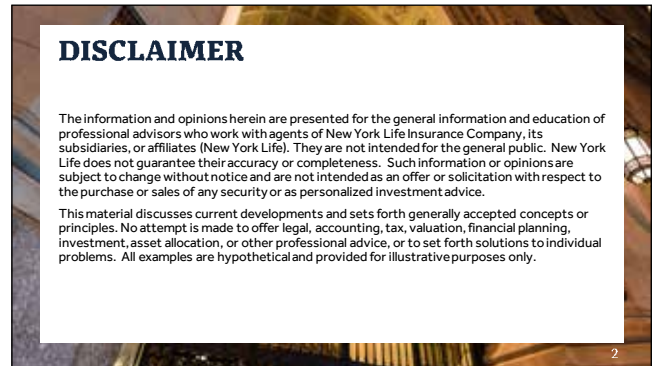 DISCLAIMER
The information and opinions herein are presented for the general information and education of
professional advisors who work with agents of New York Life Insurance Company, its
subsidiaries, or affiliates (New York Life). They are not intended for the general public. New York
Life does not guarantee their accuracy or completeness. Such information or opinions are
subject to change without notice and are not intended as an offer or solicitation with respect to
the purchase or sales of any security or as personalized investment advice.
This material discusses current developments and sets forth generally accepted concepts or
principles. No attempt is made to offer legal, accounting, tax, valuation, financial planning,
investment, asset allocation, or other professional advice, or to set forth solutions to individual
problems. All examples are hypothetical and provided for illustrative purposes only.
2